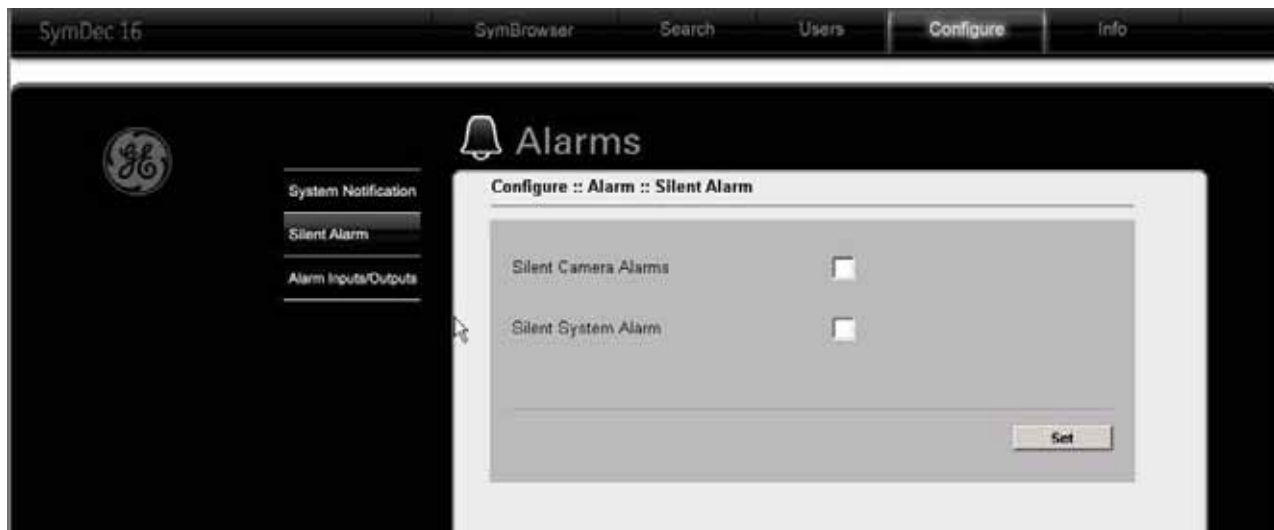 SymDec 16
SymBrowser Search Users Configure Info
GE
Alarms
System Notification
Silent Alarm
Alarm Inputs/Outputs
Configure :: Alarm :: Silent Alarm
Silent Camera Alarms
Silent System Alarm
Set